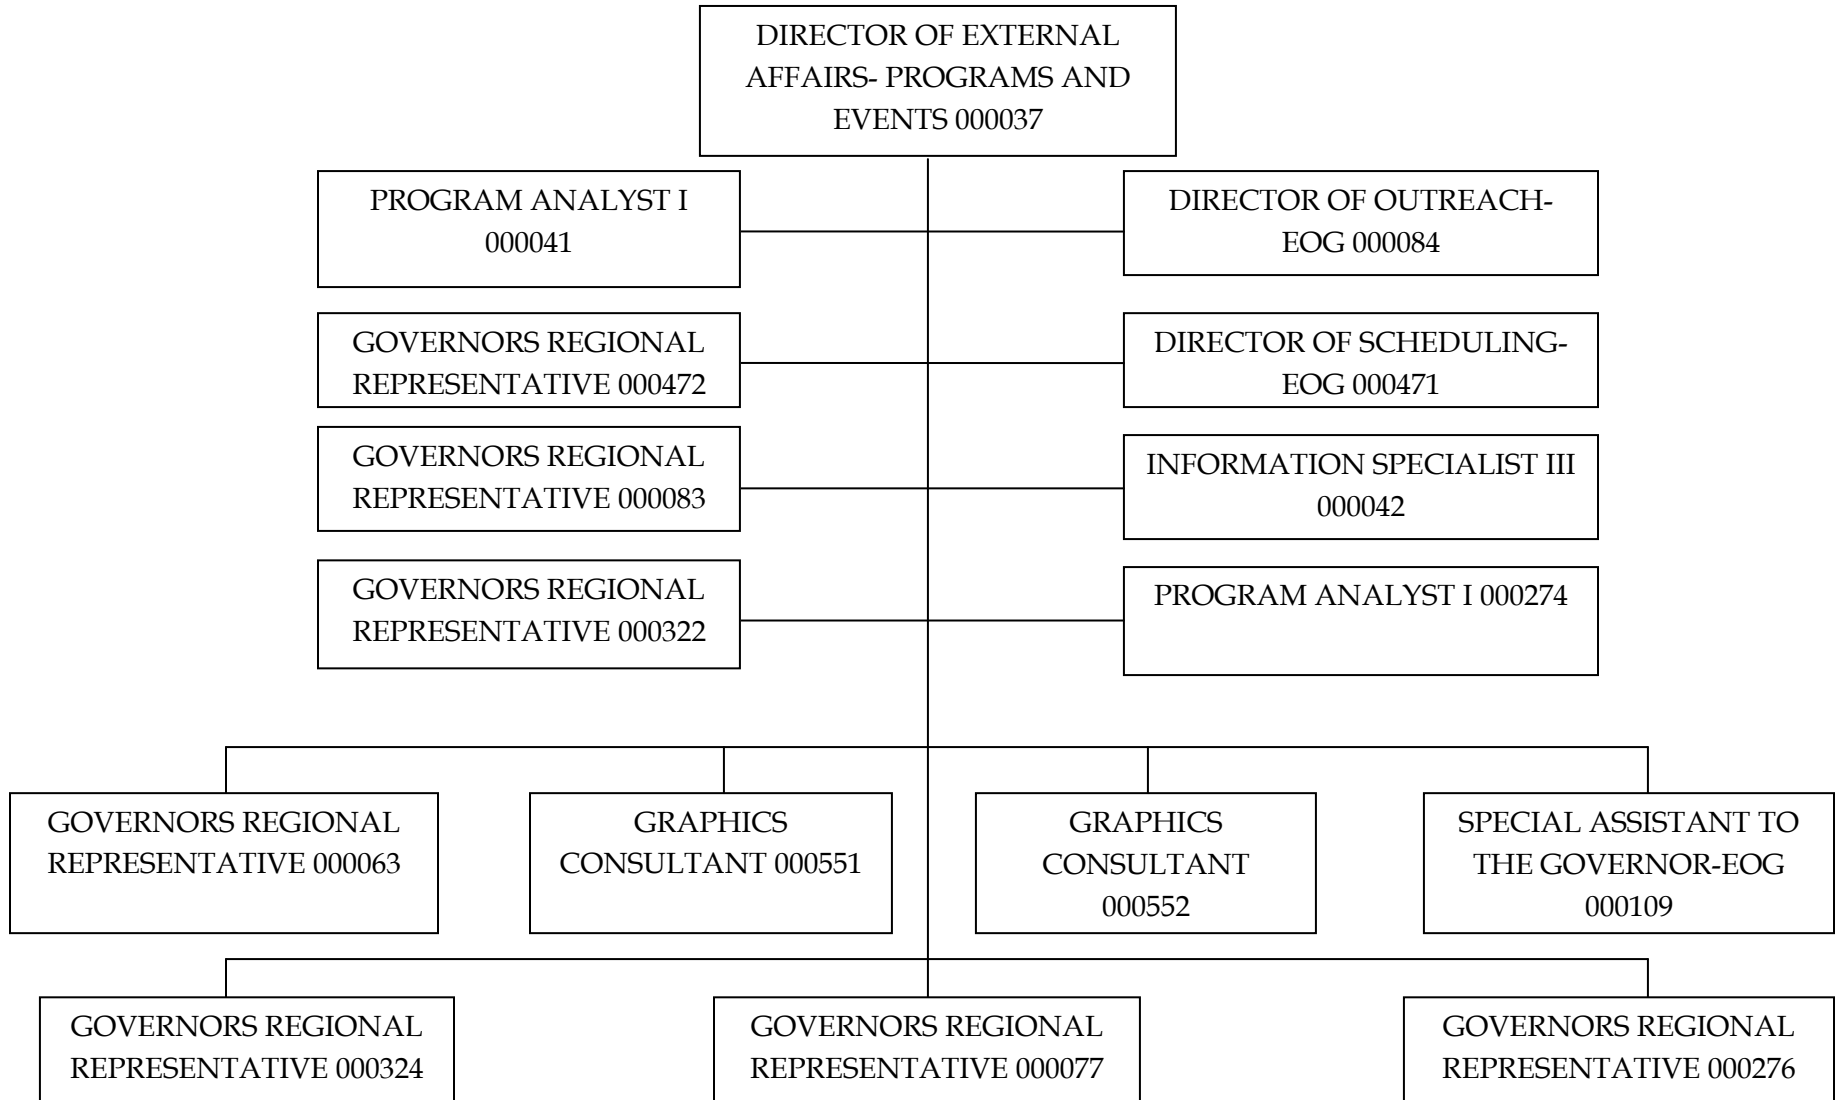 DIRECTOR OF EXTERNAL
AFFAIRS- PROGRAMS AND
EVENTS 000037
PROGRAM ANALYST I
000041
DIRECTOR OF OUTREACH-
EOG 000084
GOVERNORS REGIONAL
REPRESENTATIVE 000472
DIRECTOR OF SCHEDULING-
EOG 000471
GOVERNORS REGIONAL
REPRESENTATIVE 000083
INFORMATION SPECIALIST III
000042
GOVERNORS REGIONAL
REPRESENTATIVE 000322
PROGRAM ANALYST I 000274
GOVERNORS REGIONAL
REPRESENTATIVE 000063
GRAPHICS
CONSULTANT 000551
GRAPHICS
CONSULTANT
000552
SPECIAL ASSISTANT TO
THE GOVERNOR-EOG
000109
GOVERNORS REGIONAL
REPRESENTATIVE 000324
GOVERNORS REGIONAL
REPRESENTATIVE 000077
GOVERNORS REGIONAL
REPRESENTATIVE 000276